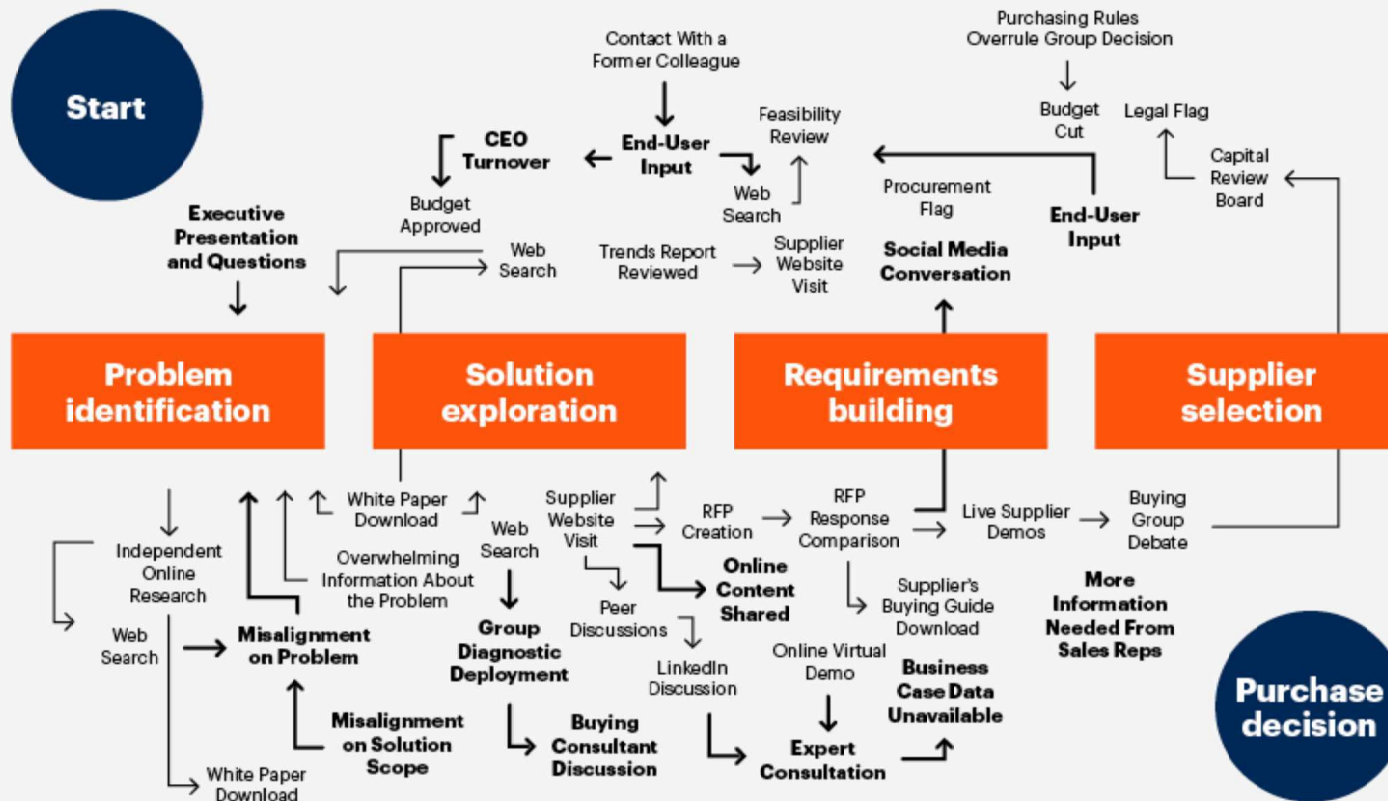 Start
Contact With a
Former Colleague
Purchasing Rules
Overrule Group Decision
CEO
Turnover
End-User
Input
Feasibility
Review
Budget
Cut
Legal Flag
Budget
Approved
Web
Search
Procurement
Flag
End-User
Input
Capital
Review
Board
Executive
Presentation
and Questions
Web
Search
Trends Report
Reviewed
Supplier
Website
Visit
Social Media
Conversation
Problem
identification
Solution
exploration
Requirements
building
Supplier
selection
Independent
Online
Research
White Paper
Download
Overwhelming
Information About
the Problem
Web
Search
Supplier
Website
Visit
RFP
Creation
RFP
Response
Comparison
Live Supplier
Demos
Buying
Group
Debate
Web
Search
Misalignment
on Problem
Group
Diagnostic
Deployment
Peer
Discussions
Online
Content
Shared
Supplier's
Buying Guide
Download
More
Information
Needed From
Sales Reps
LinkedIn
Discussion
Online Virtual
Demo
Business
Case Data
Unavailable
Misalignment
on Solution
Scope
Buying
Consultant
Discussion
Expert
Consultation
White Paper
Download
Purchase
decision